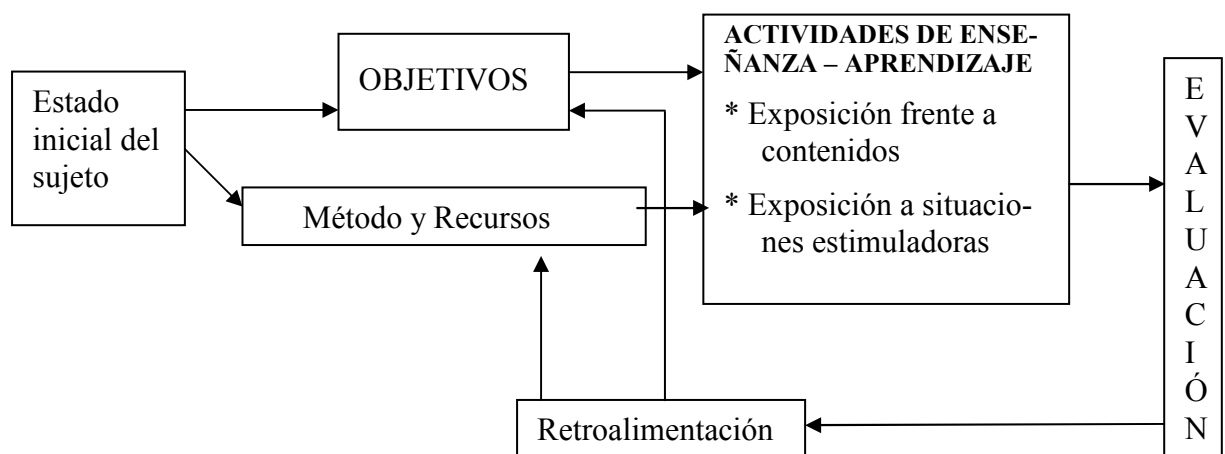 Estado
inicial del
sujeto
OBJETIVOS
Método y Recursos
ACTIVIDADES DE ENSE-
ÑANZA – APRENDIZAJE
* Exposición frente a
contenidos
* Exposición a situacio-
nes estimuladoras
E
V
A
L
U
A
C
I
Ó
N
Retroalimentación